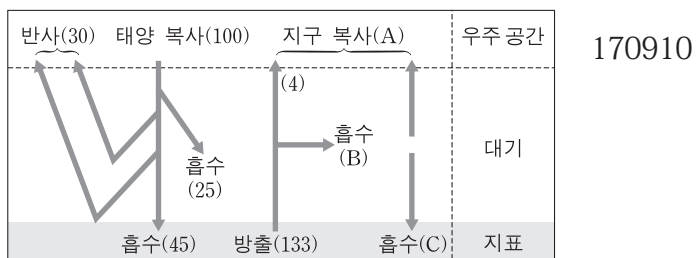 반사(30) 태양 복사(100) 지구 복사(A) 우주 공간
170910
(4)
흡수
(B)
대기
흡수
(25)
흡수(45) 방출(133) 흡수(C) 지표